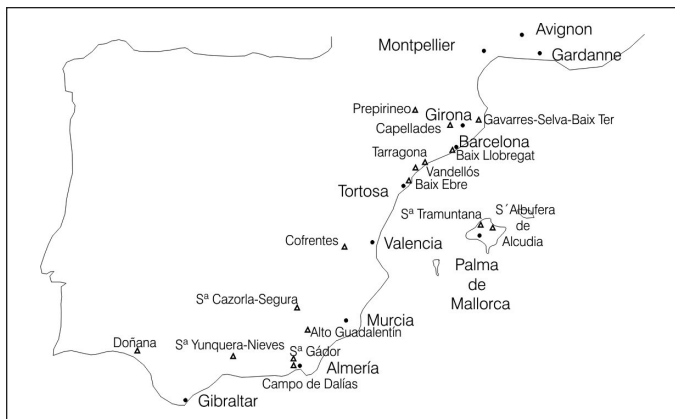 Avignon
Montpellier
Gardanne
Prepirineo
Girona
Gavarres-Selva-Baix Ter
Capellades
Barcelona
Tarragona
Baix Llobregat
Vandellós
Baix Ebre
Tortosa
Sª Tramuntana
S´Albufera
de
Alcudia
Cofrentes
Valencia
Palma
de
Mallorca
Sª Cazorla-Segura
Murcia
Alto Guadalentín
Doñana
Sª Yunquera-Nieves
Sª Gádor
Almería
Campo de Dalías
Gibraltar